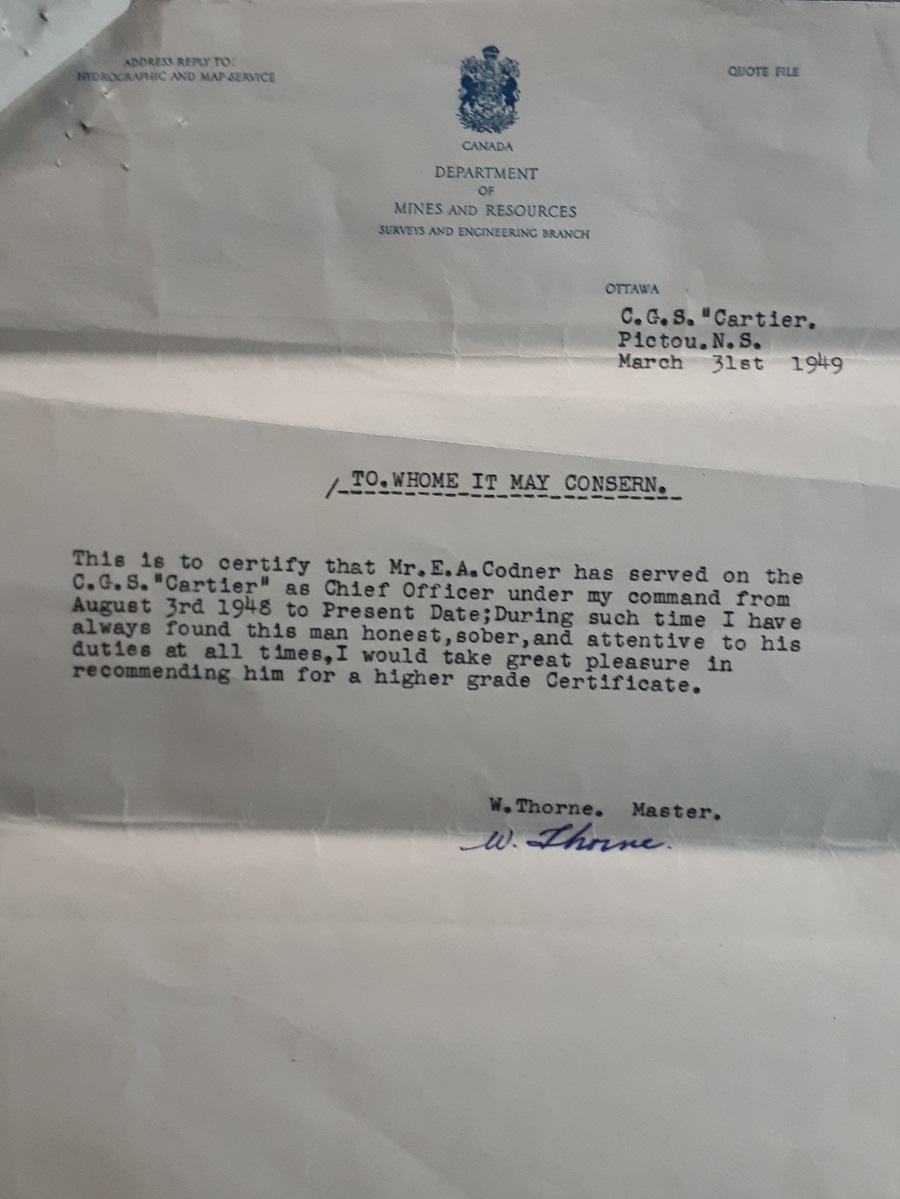 ADDRESS REPLY TO:
HYDROGRAPHIC AND MAP SERVICE
QUOTE FILE
CANADA
DEPARTMENT
OF
MINES AND RESOURCES
SURVEYS AND ENGINEERING BRANCH
OTTAWA
C.G.S."Cartier.
Pictou.N.S.
March 31st 1949
/TO.WHOME IT MAY CONSERN.
This is to certify that Mr.E.A.Codner has served on the
C.G.S."Cartier" as Chief Officer under my command from
August 3rd 1948 to Present Date;During such time I have
always found this man honest,sober,and attentive to his
duties at all times,I would take great pleasure in
recommending him for a higher grade Certificate.
W.Thorne. Master.
W. Thorne.